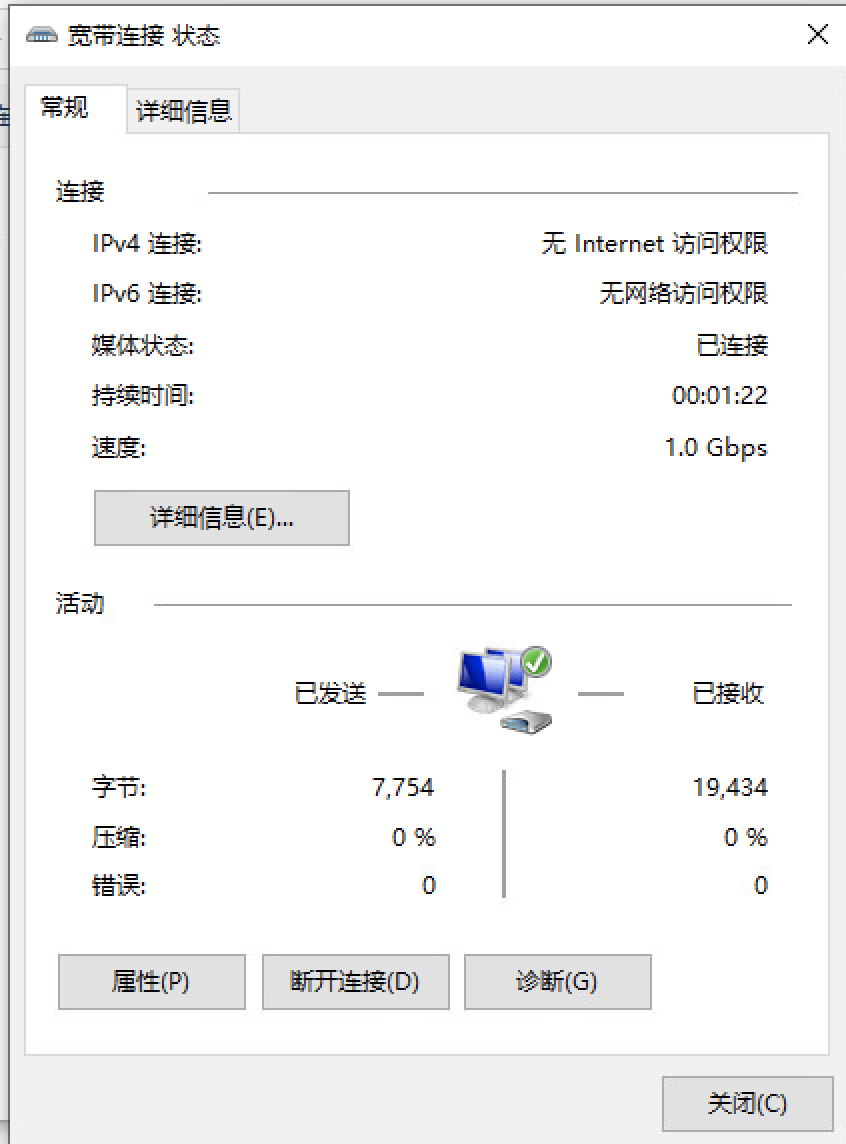 宽带连接 状态
常规
详细信息
连接
IPv4 连接: 无 Internet 访问权限
IPv6 连接: 无网络访问权限
媒体状态: 已连接
持续时间: 00:01:22
速度: 1.0 Gbps
详细信息(E)...
活动
已发送 已接收
字节: 7,754 19,434
压缩: 0 % 0 %
错误: 0 0
属性(P) 断开连接(D) 诊断(G)
关闭(C)